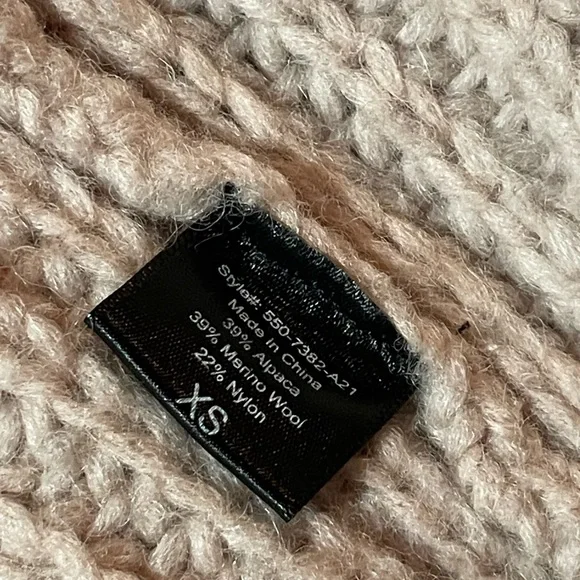 Style#: 550-7382-A21
Made in China
39% Alpaca
39% Merino Wool
22% Nylon
XS